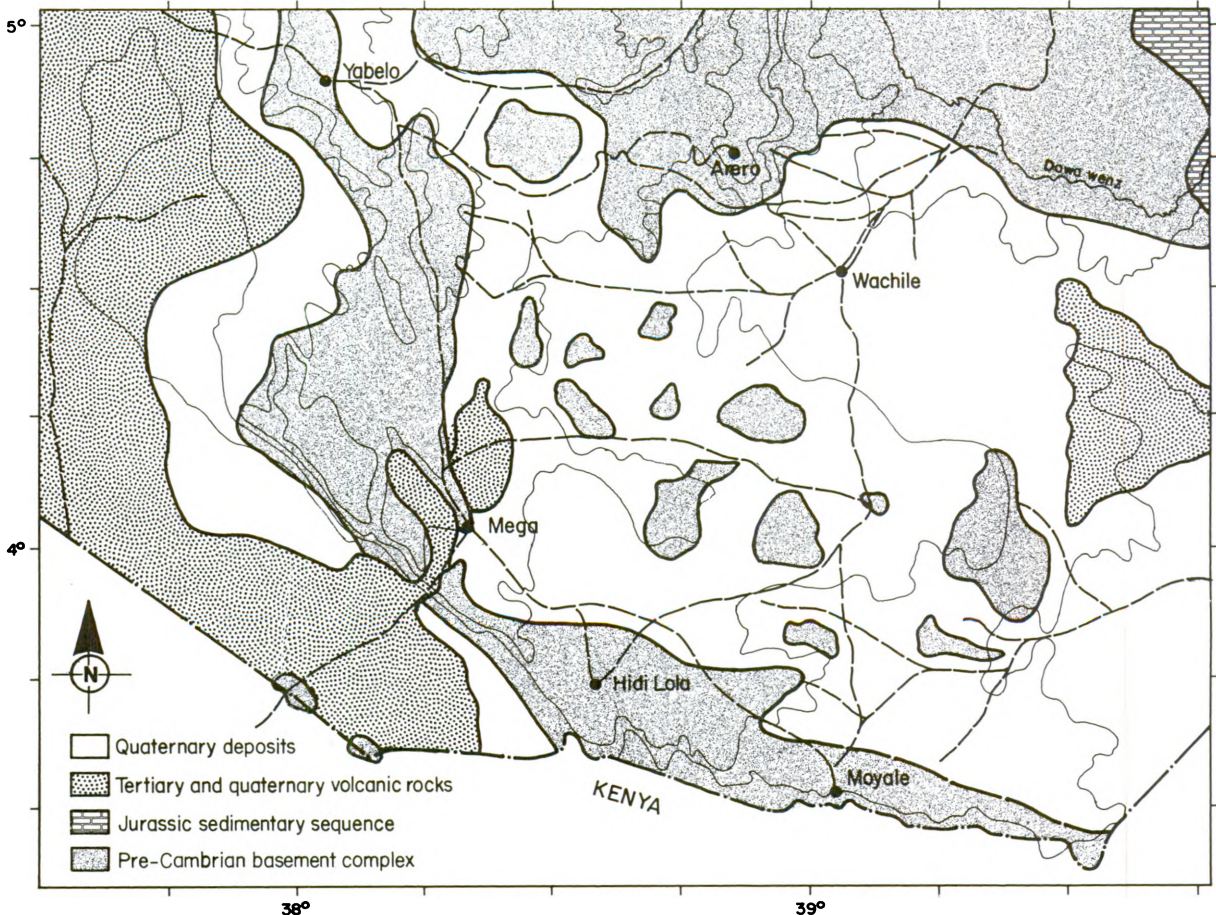 5°
Yabelo
Arero
Dawa wenz
Wachile
Mega
4°
N
Hidi Lola
Quaternary deposits
Tertiary and quaternary volcanic rocks
Moyale
KENYA
Jurassic sedimentary sequence
Pre-Cambrian basement complex
38°
39°